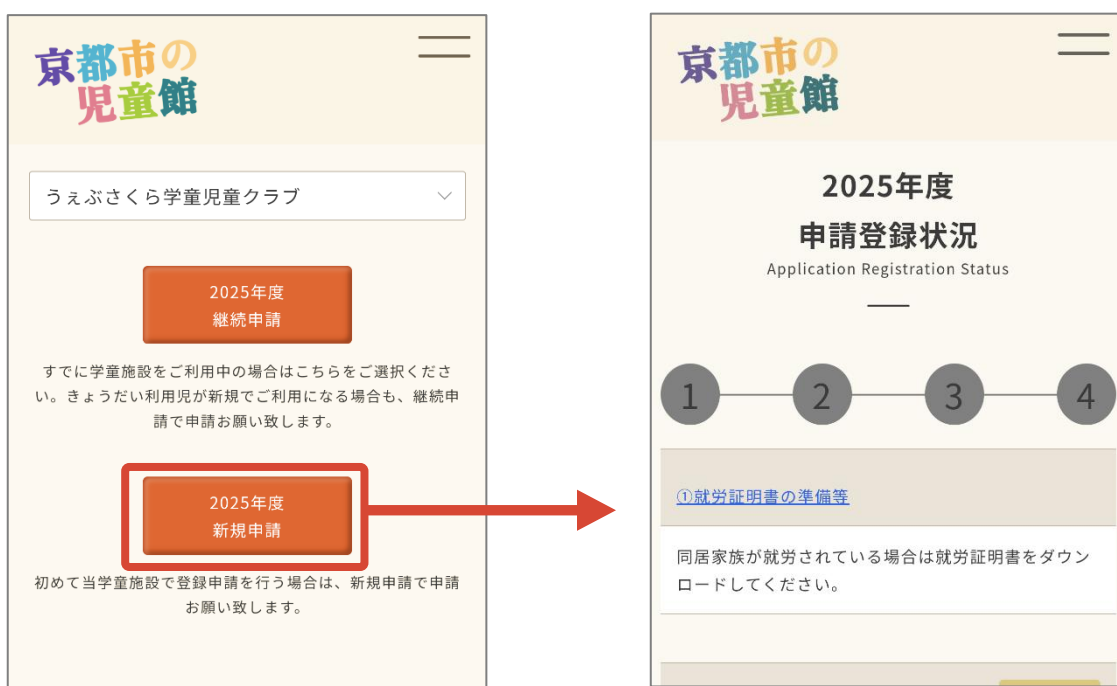 京都市の
児童館
うぇぶさくら学童児童クラブ
2025年度
継続申請
すでに学童施設をご利用中の場合はこちらをご選択くださ
い。きょうだい利用児が新規でご利用になる場合も、継続申
請で申請お願い致します。
2025年度
新規申請
初めて当学童施設で登録申請を行う場合は、新規申請で申請
お願い致します。
京都市の
児童館
2025年度
申請登録状況
Application Registration Status
1 2 3 4
①就労証明書の準備等
同居家族が就労されている場合は就労証明書をダウン
ロードしてください。